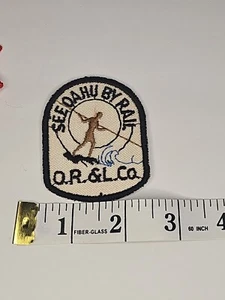 SEE OAHU BY RAIL
O.R.&L.Co.
1 FIBER-GLASS 2 3 60 INCH 4